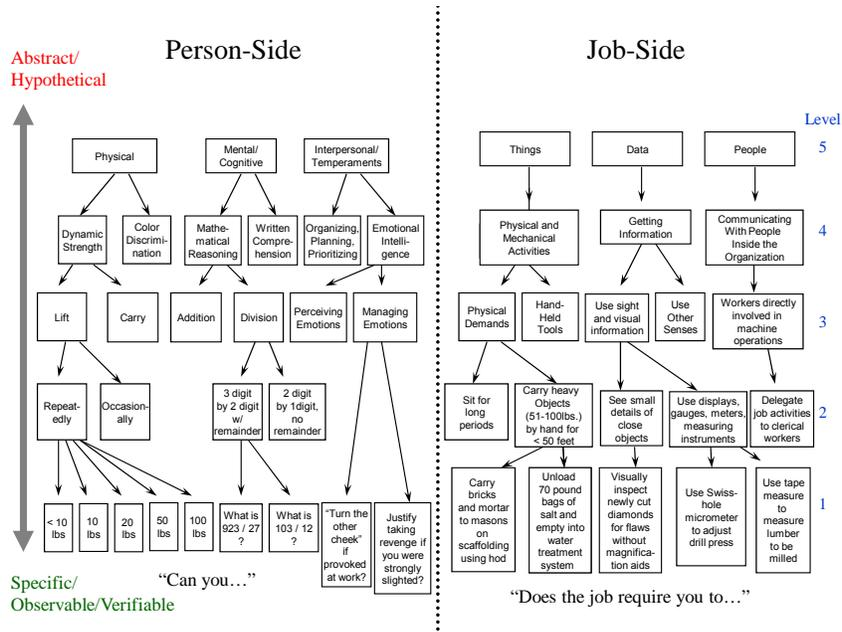 Person-Side
Job-Side
Abstract/
Hypothetical
Level
5
4
3
2
1
Physical
Mental/
Cognitive
Interpersonal/
Temperaments
Things
Data
People
Dynamic
Strength
Color
Discrimi-
nation
Mathe-
matical
Reasoning
Written
Compre-
hension
Organizing,
Planning,
Prioritizing
Emotional
Intelli-
gence
Physical and
Mechanical
Activities
Getting
Information
Communicating
With People
Inside the
Organization
Lift
Carry
Addition
Division
Perceiving
Emotions
Managing
Emotions
Physical
Demands
Hand-
Held
Tools
Use sight
and visual
information
Use
Other
Senses
Workers directly
involved in
machine
operations
Repeat-
edly
Occasion-
ally
3 digit
by 2 digit
w/
remainder
2 digit
by 1digit,
no
remainder
Sit for
long
periods
Carry heavy
Objects
(51-100lbs.)
by hand for
< 50 feet
See small
details of
close
objects
Use displays,
gauges, meters,
measuring
instruments
Delegate
job activities
to clerical
workers
< 10
lbs
10
lbs
20
lbs
50
lbs
100
lbs
What is
923 / 27
?
What is
103 / 12
?
“Turn the
other
cheek” if
provoked
at work?
Justify
taking
revenge if
you were
strongly
slighted?
Carry
bricks
and mortar
to masons
on
scaffolding
using hod
Unload
70 pound
bags of
salt and
empty into
water
treatment
system
Visually
inspect
newly cut
diamonds
for flaws
without
magnifica-
tion aids
Use Swiss-
hole
micrometer
to adjust
drill press
Use tape
measure
to
measure
lumber
to be
milled
Specific/
Observable/Verifiable
“Can you…”
“Does the job require you to…”